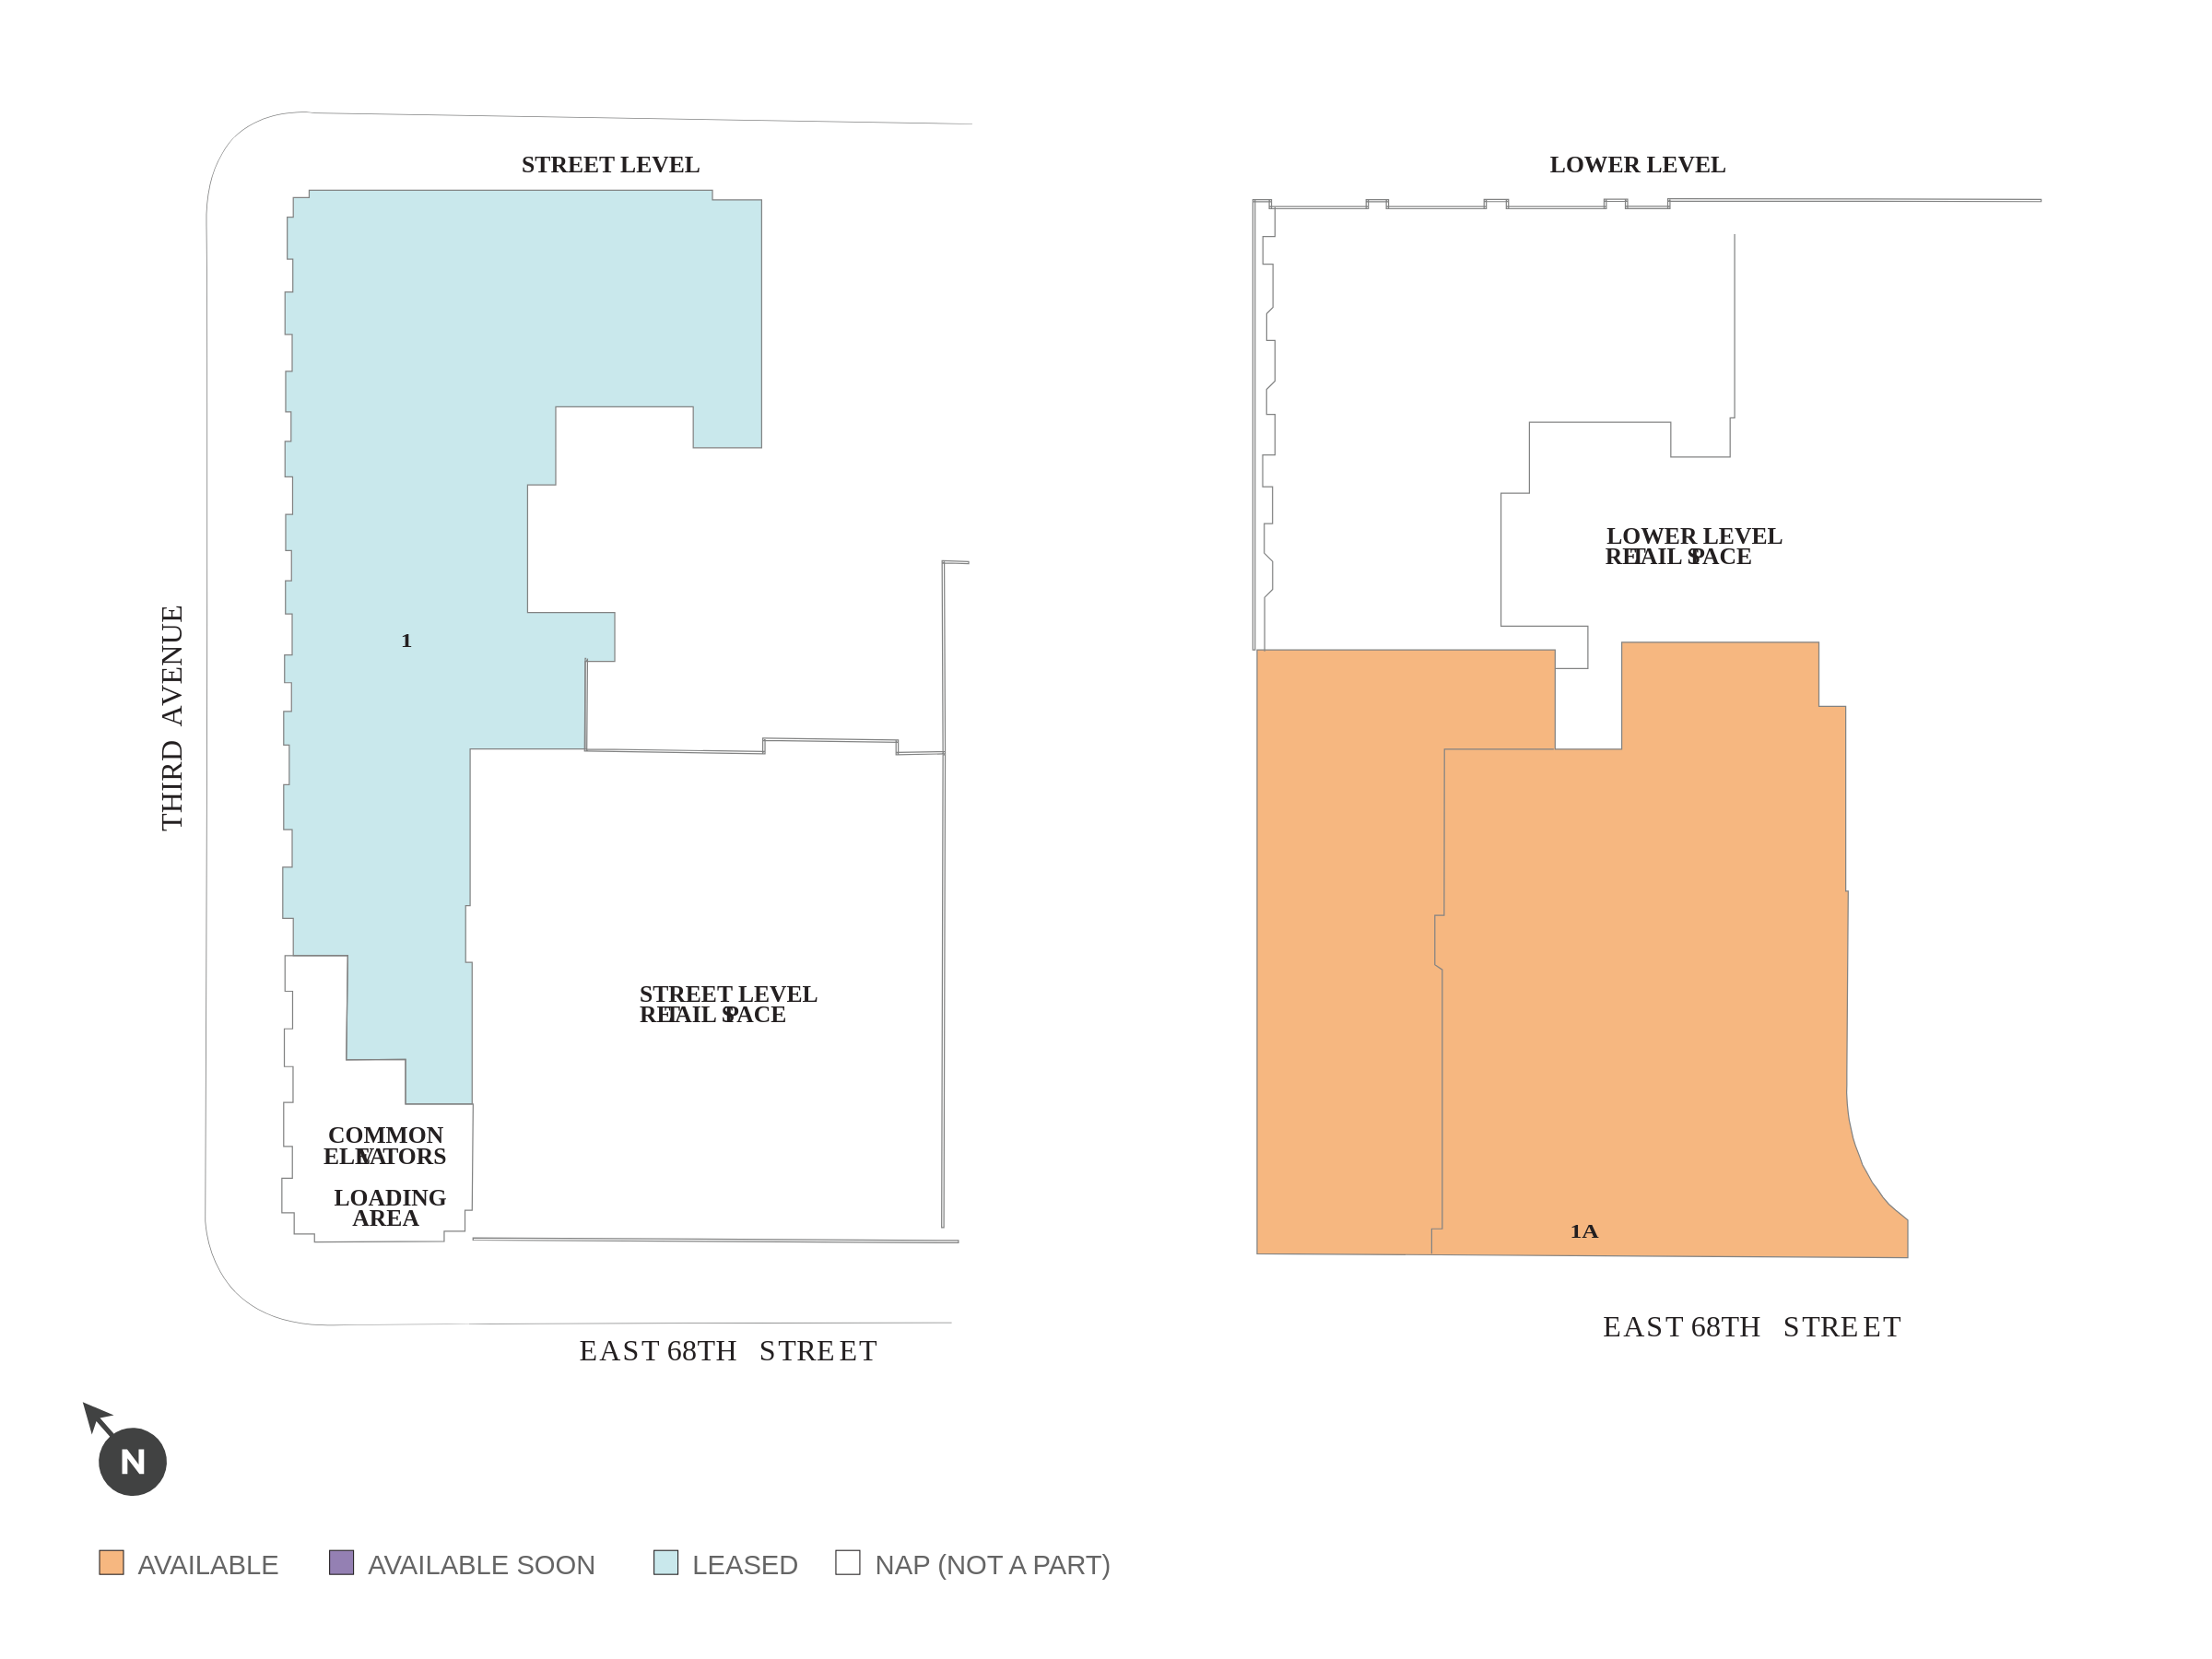 STREET LEVEL
LOWER LEVEL
LOWER LEVEL
RETAIL SPACE
THIRD AVENUE
1
STREET LEVEL
RETAIL SPACE
COMMON
ELEVATORS
LOADING
AREA
1A
EAST 68TH STREET
EAST 68TH STREET
N
AVAILABLE
AVAILABLE SOON
LEASED
NAP (NOT A PART)